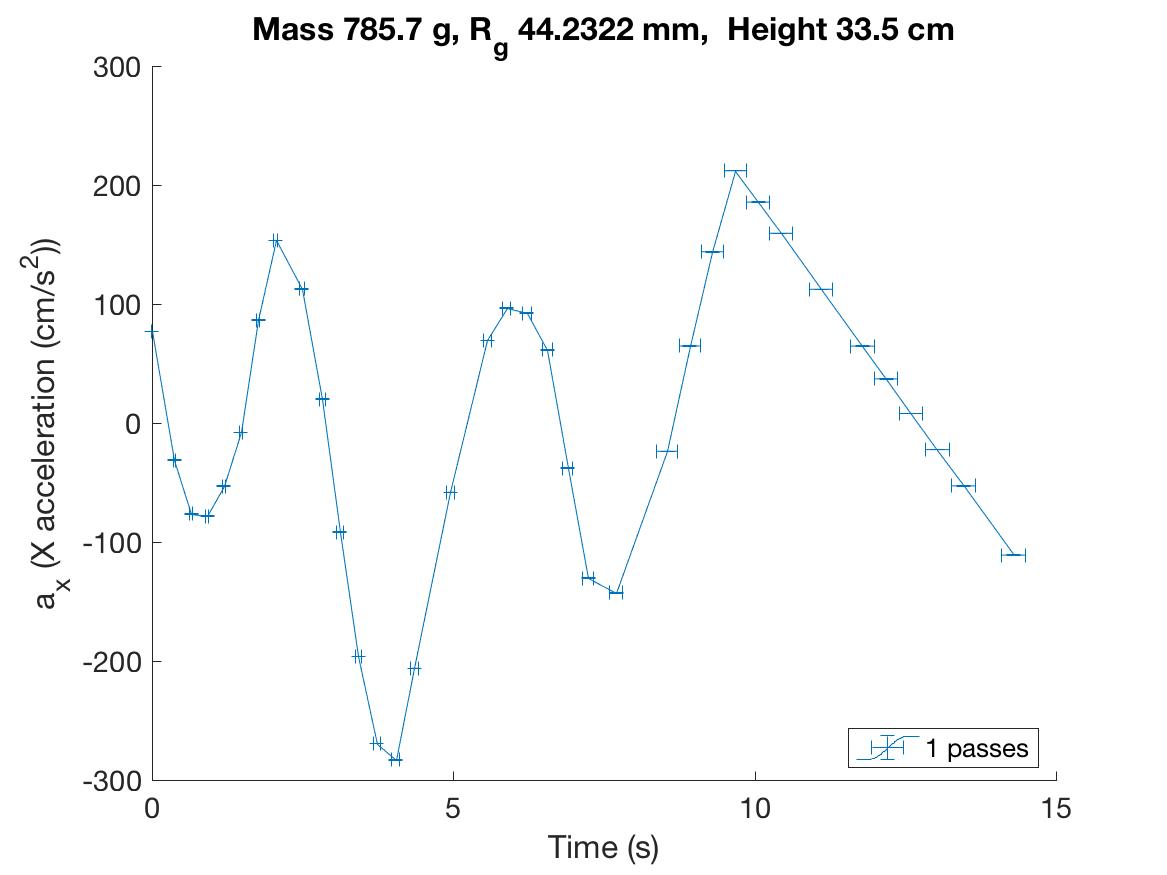 Mass 785.7 g, Rg 44.2322 mm,  Height 33.5 cm
300
200
100
0
-100
-200
-300
ax (X acceleration (cm/s2))
0 5 10 15
Time (s)
1 passes